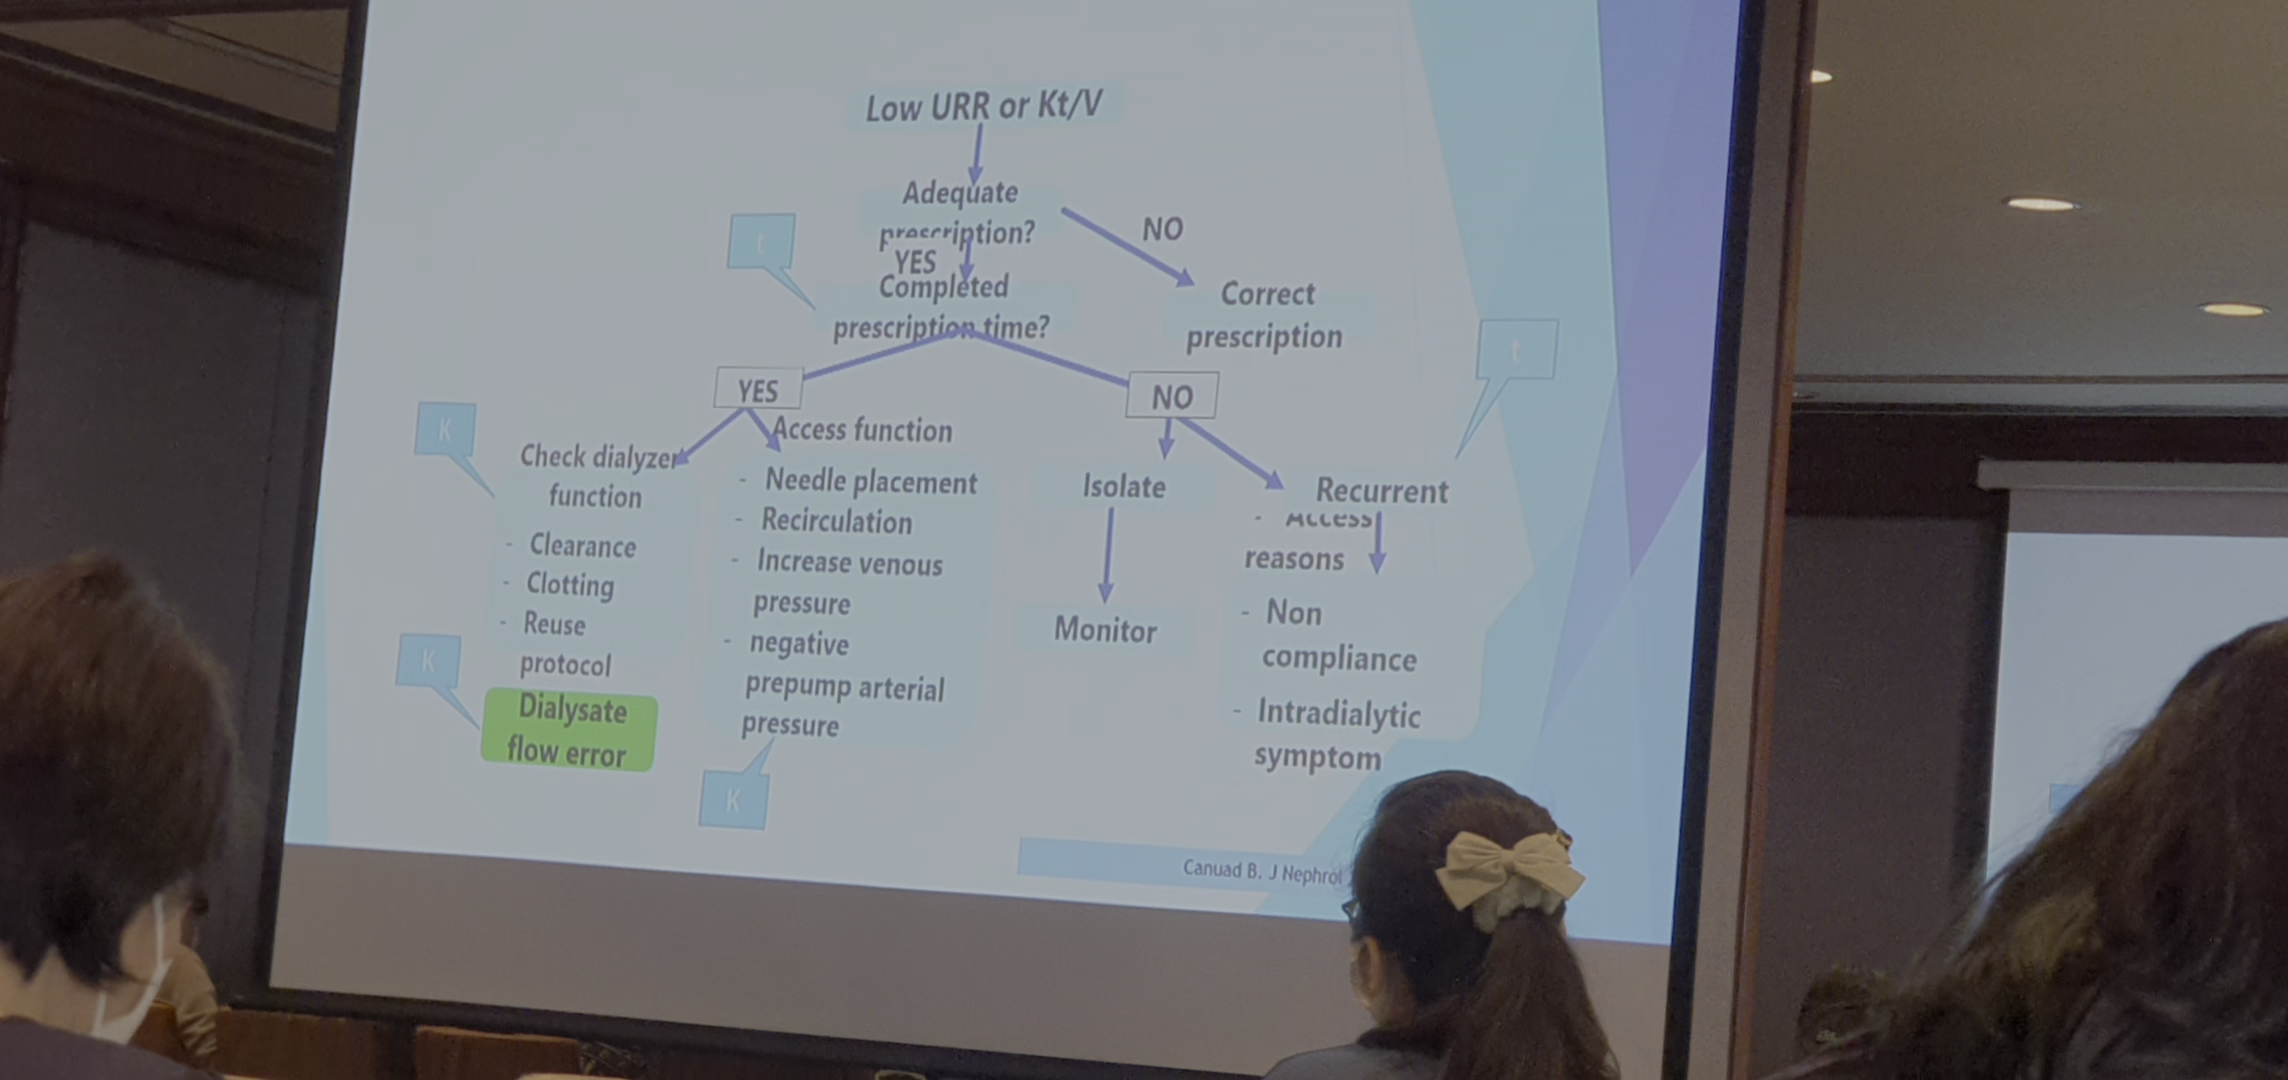 Low URR or Kt/V
Adequate
prescription?
NO
YES
t
Completed
prescription time?
Correct
prescription
t
YES
NO
K
Check dialyzer
function
- Clearance
- Clotting
- Reuse
protocol
K
Dialysate
flow error
Access function
- Needle placement
- Recirculation
- Increase venous
pressure
- negative
prepump arterial
pressure
K
Isolate
Monitor
Recurrent
- Access
reasons
- Non
compliance
- Intradialytic
symptom
Canuad B. J Nephrol